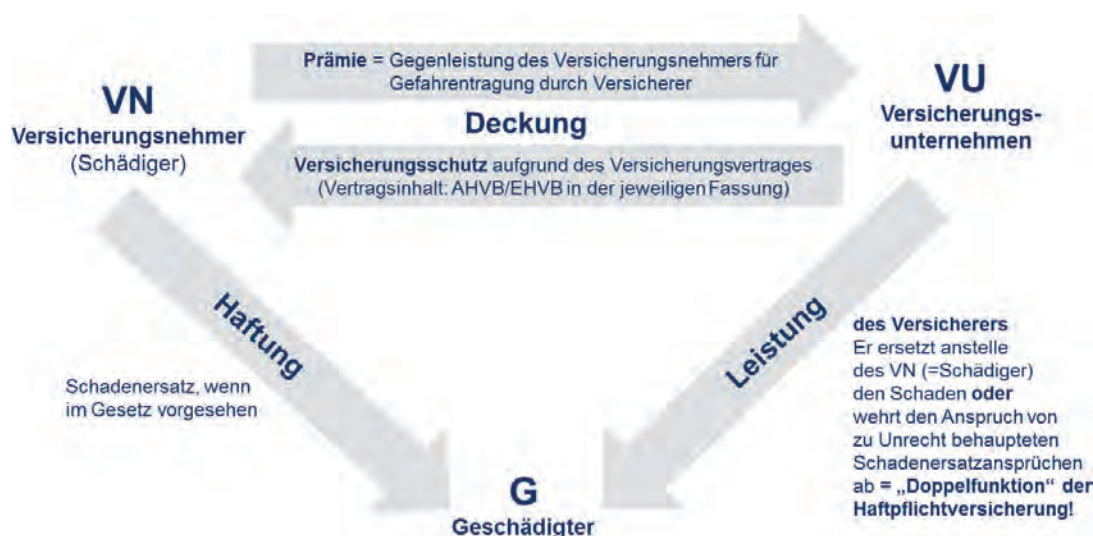 Prämie = Gegenleistung des Versicherungsnehmers für
Gefahrentragung durch Versicherer
VN
Versicherungsnehmer
(Schädiger)
VU
Versicherungs-
unternehmen
Deckung
Versicherungsschutz aufgrund des Versicherungsvertrages
(Vertragsinhalt: AHVB/EHVB in der jeweiligen Fassung)
Haftung
Schadenersatz, wenn
im Gesetz vorgesehen
Leistung
des Versicherers
Er ersetzt anstelle
des VN (=Schädiger)
den Schaden oder
wehrt den Anspruch von
zu Unrecht behaupteten
Schadenersatzansprüchen
ab = „Doppelfunktion“ der
Haftpflichtversicherung!
G
Geschädigter